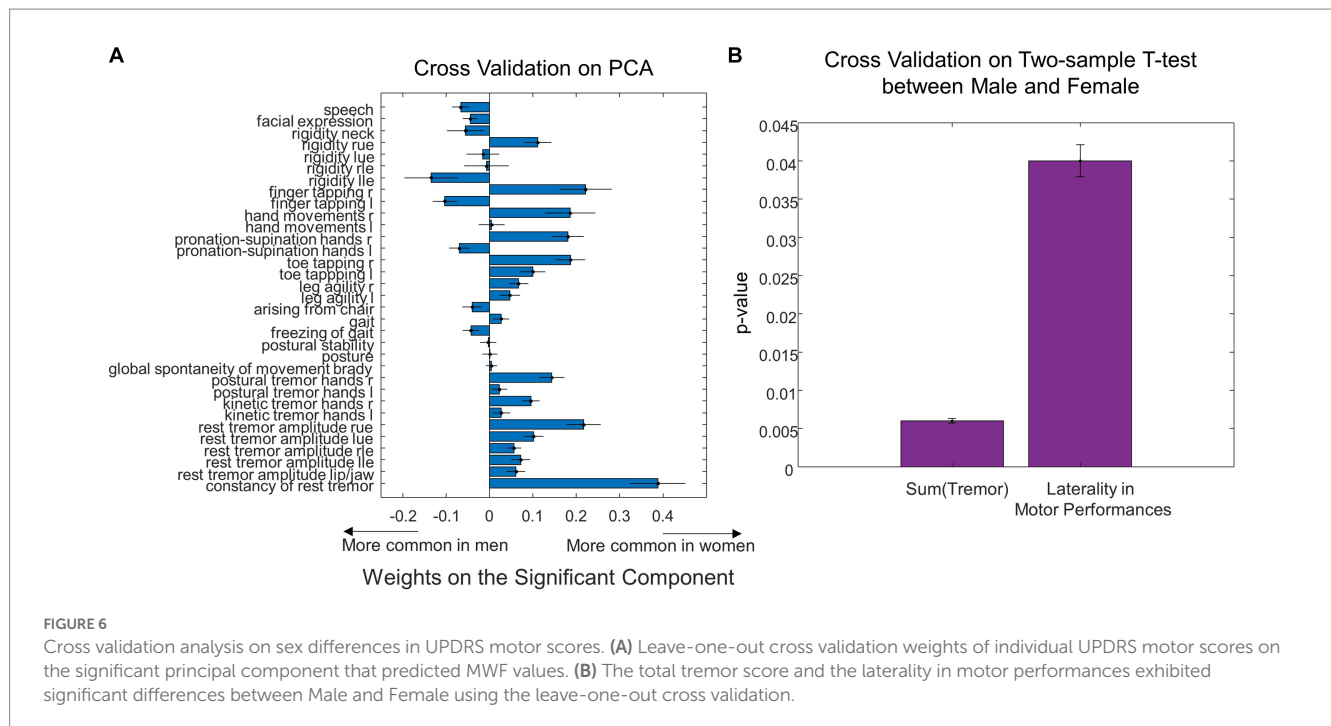 A
Cross Validation on PCA
speech
facial expression
rigidity neck
rigidity rue
rigidity lue
rigidity rle
rigidity lle
finger tapping r
finger tapping l
hand movements r
hand movements l
pronation-supination hands r
pronation-supination hands l
toe tapping r
toe tappping l
leg agility r
leg agility l
arising from chair
gait
freezing of gait
postural stability
posture
global spontaneity of movement brady
postural tremor hands r
postural tremor hands l
kinetic tremor hands r
kinetic tremor hands l
rest tremor amplitude rue
rest tremor amplitude lue
rest tremor amplitude rle
rest tremor amplitude lle
rest tremor amplitude lip/jaw
constancy of rest tremor
-0.2 -0.1 0 0.1 0.2 0.3 0.4
More common in men More common in women
Weights on the Significant Component
B
Cross Validation on Two-sample T-test
between Male and Female
p-value
0.045
0.04
0.035
0.03
0.025
0.02
0.015
0.01
0.005
0
Sum(Tremor) Laterality in
Motor Performances
FIGURE 6
Cross validation analysis on sex differences in UPDRS motor scores. (A) Leave-one-out cross validation weights of individual UPDRS motor scores on
the significant principal component that predicted MWF values. (B) The total tremor score and the laterality in motor performances exhibited
significant differences between Male and Female using the leave-one-out cross validation.